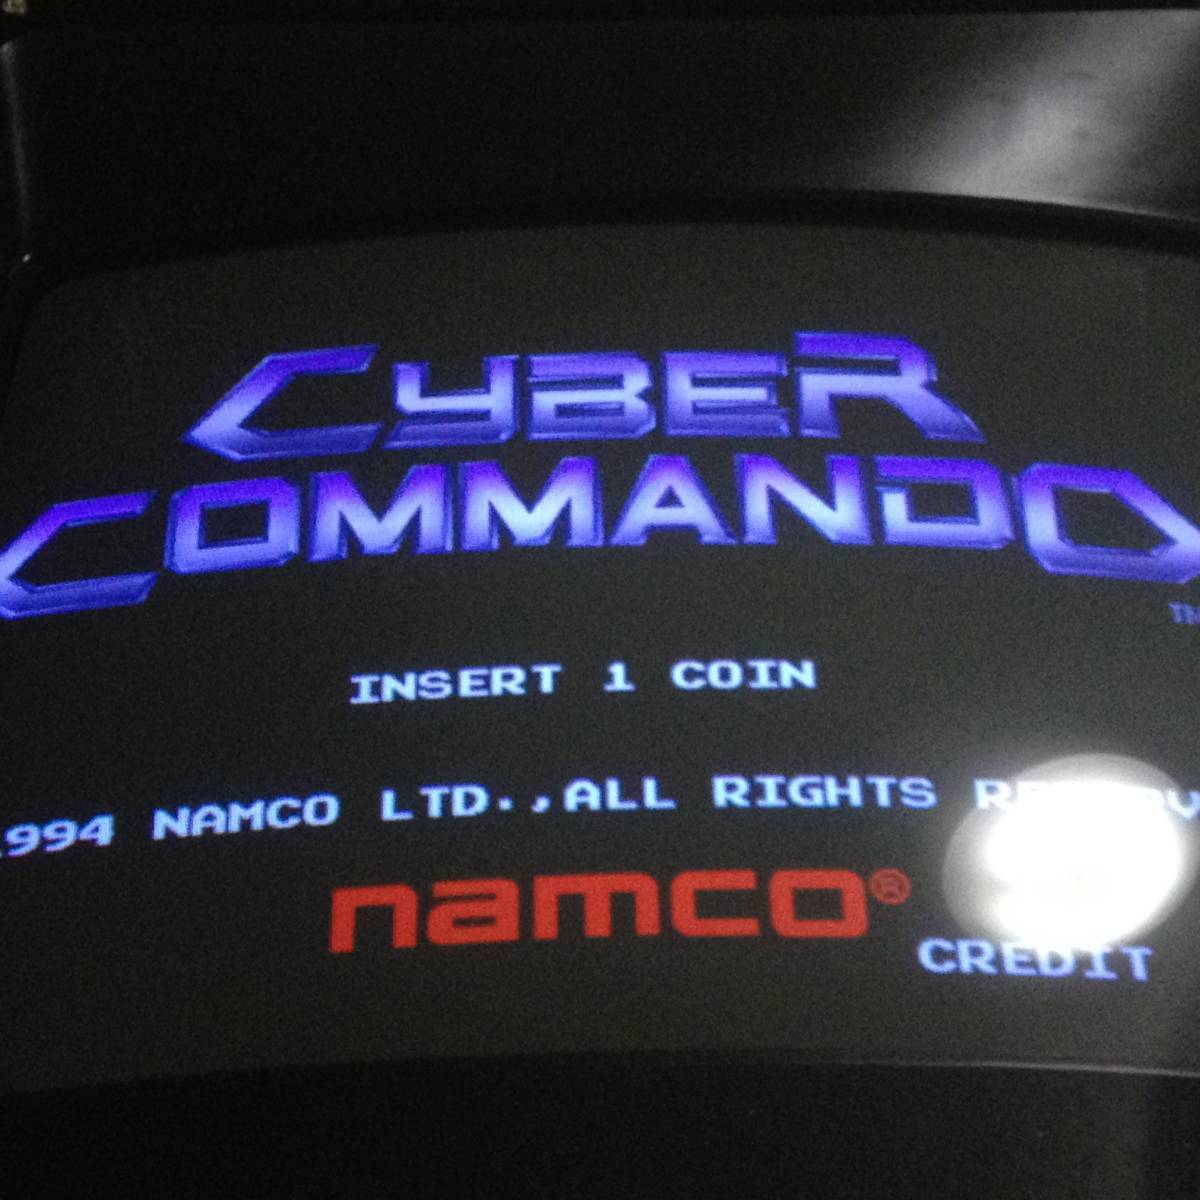 CYBER
COMMANDO
TM
INSERT 1 COIN
1994 NAMCO LTD.,ALL RIGHTS
namco®
CREDIT